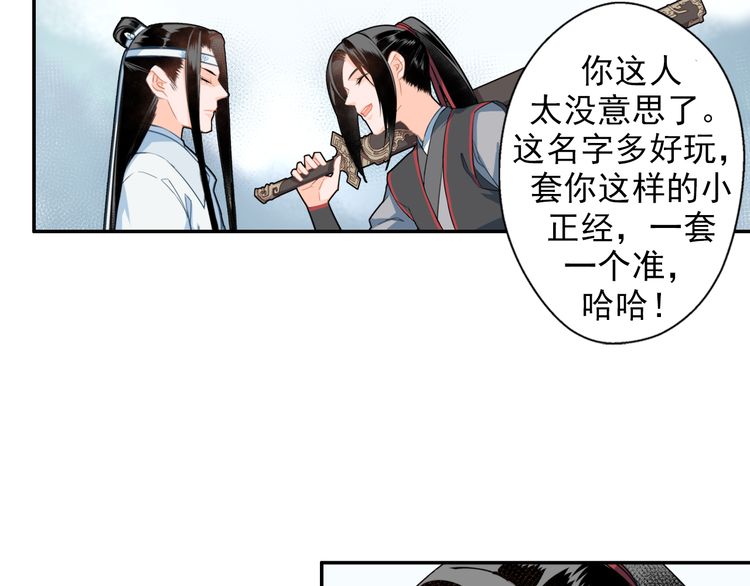 你这人
太没意思了。
这名字多好玩，
套你这样的小
正经，一套
一个准，
哈哈！